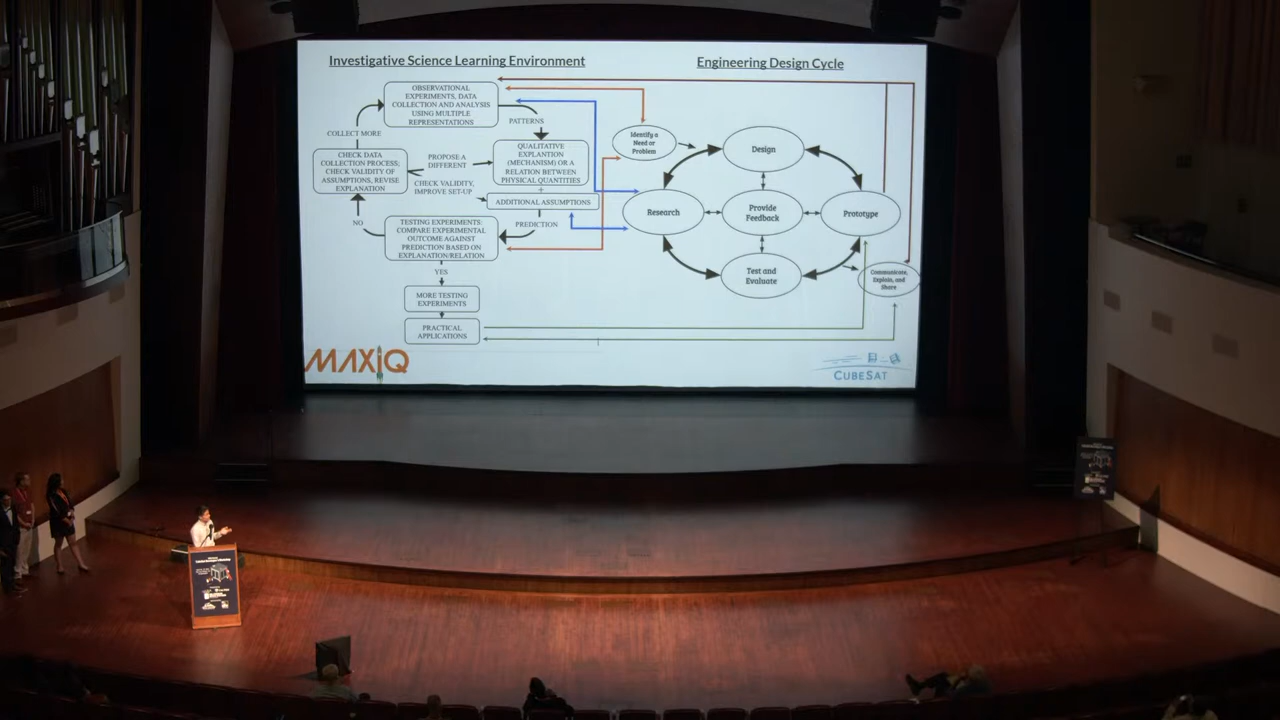 Investigative Science Learning Environment
Engineering Design Cycle
OBSERVATIONAL
EXPERIMENTS, DATA
COLLECTION AND ANALYSIS
USING MULTIPLE
REPRESENTATIONS
COLLECT MORE
PATTERNS
CHECK DATA
COLLECTION PROCESS;
CHECK VALIDITY OF
ASSUMPTIONS, REVISE
EXPLANATION
PROPOSE A
DIFFERENT
CHECK VALIDITY,
IMPROVE SET-UP
QUALITATIVE
EXPLANTION
(MECHANISM) OR A
RELATION BETWEEN
PHYSICAL QUANTITIES
+
ADDITIONAL ASSUMPTIONS
NO
PREDICTION
TESTING EXPERIMENTS:
COMPARE EXPERIMENTAL
OUTCOME AGAINST
PREDICTION BASED ON
EXPLANATION/RELATION
YES
MORE TESTING
EXPERIMENTS
PRACTICAL
APPLICATIONS
Identify a
Need or
Problem
Design
Research
Provide
Feedback
Prototype
Test and
Evaluate
Communicate,
Explain, and
Share
MAXIQ
CUBESAT